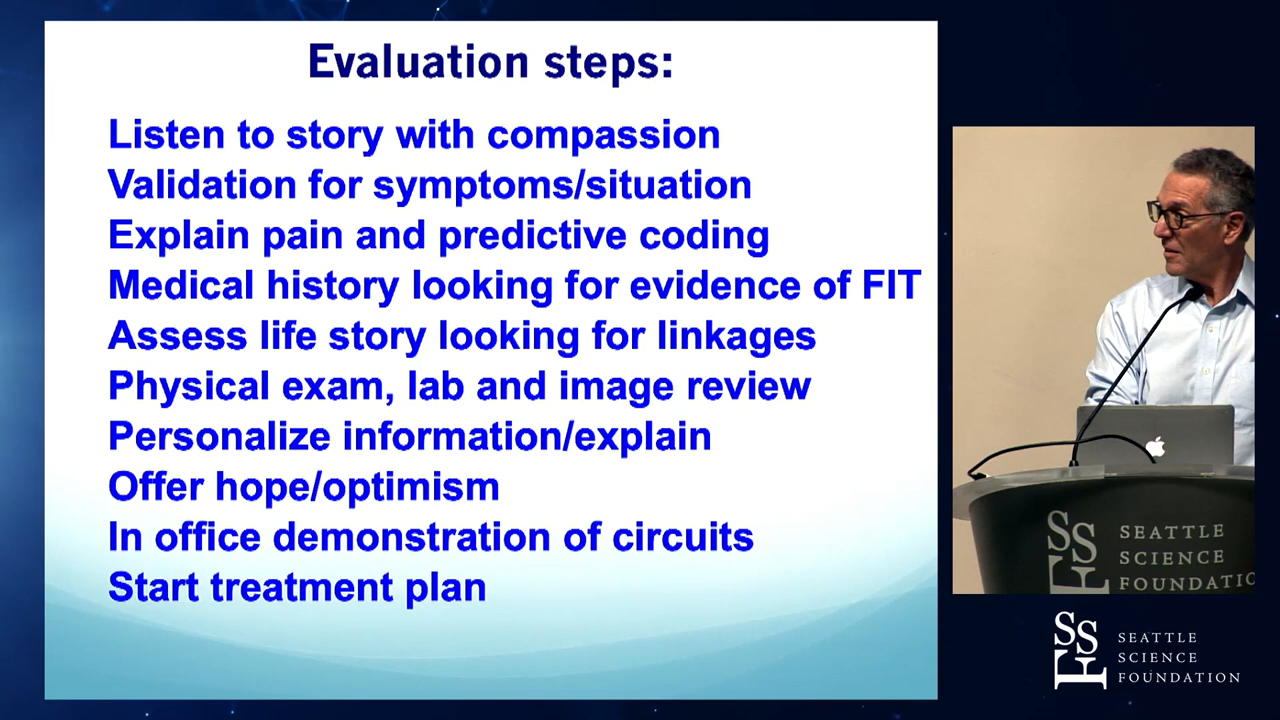 Evaluation steps:
Listen to story with compassion
Validation for symptoms/situation
Explain pain and predictive coding
Medical history looking for evidence of FIT
Assess life story looking for linkages
Physical exam, lab and image review
Personalize information/explain
Offer hope/optimism
In office demonstration of circuits
Start treatment plan
SSF
SEATTLE
SCIENCE
FOUNDATIO
SSF
SEATTLE
SCIENCE
FOUNDATION